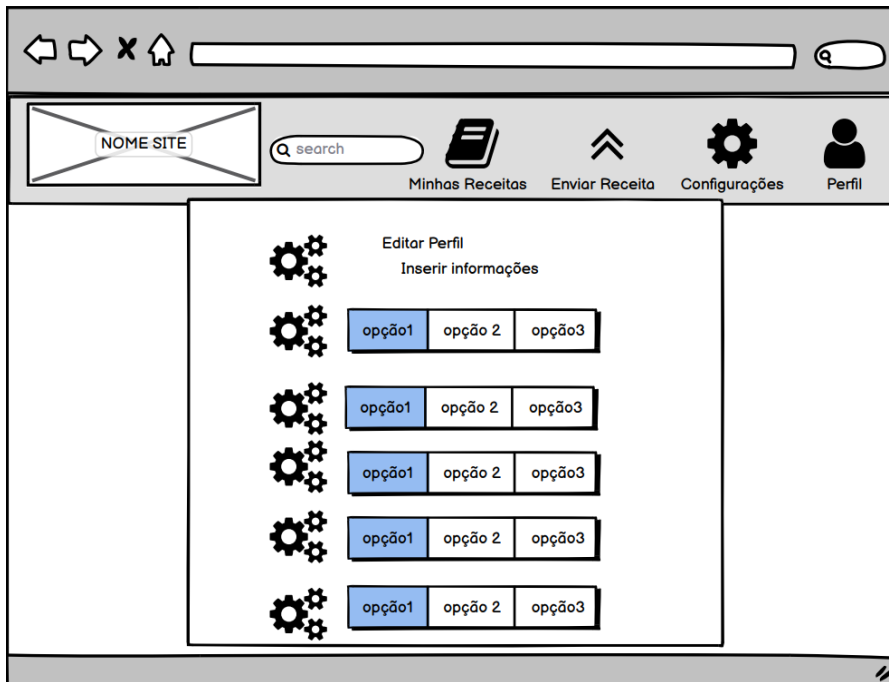 NOME SITE
search
Minhas Receitas
Enviar Receita
Configurações
Perfil
Editar Perfil
Inserir informações
opção1 opção 2 opção3
opção1 opção 2 opção3
opção1 opção 2 opção3
opção1 opção 2 opção3
opção1 opção 2 opção3